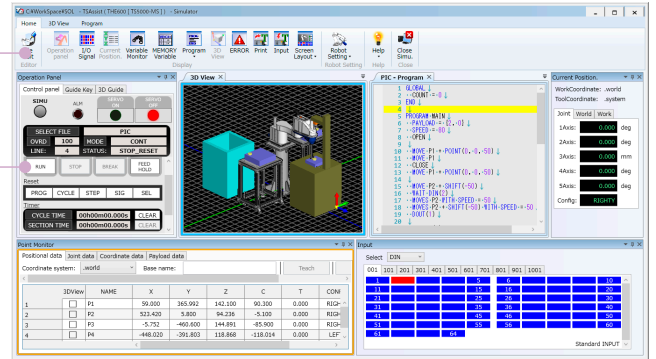 C:¥WorkSpace¥SOL - TSAssist [ THE600 [ TS5000-MS ] ] - Simulator
Home 3D View Program
Operation panel
I/O Signal
Current Position.
Variable Monitor
MEMORY Variable
Program
3D View
ERROR
Print
Input
Screen Layout
Robot Setting
Help
Close Simu.
Editor Display Robot Setting Help Close
Operation Panel
Control panel Guide Key 3D Guide
SIMU ALM SERVO ON SERVO OFF
SELECT FILE PIC
OVRD: 100 MODE CONT
LINE: 4 STATUS: STOP_RESET
RUN STOP BREAK FEED HOLD
Reset
PROG CYCLE STEP SIG SEL
Timer
CYCLE TIME 00h00m00.000s CLEAR
SECTION TIME 00h00m00.000s CLEAR
3D View
PIC - Program
1 GLOBAL
2 COUNT = 0
3 END
4
5 PROGRAM MAIN
6 PAYLOAD = {2, 0}
7 SPEED = 80
8 OPEN
9
10 MOVE P1 + POINT(0, 0, 50)
11 MOVE P1
12 CLOSE
13 MOVE P1 + POINT(0, 0, 50)
14
15 MOVE P2 + SHIFT(-50)
16 WAIT DIN(2)
17 MOVES P2 WITH SPEED = 50
18 MOVES P2 + SHIFT(-50) WITH SPEED = 50
19 DOUT(1)
20
Current Position.
WorkCoordinate: .world
ToolCoordinate: .system
Joint World Work
1Axis: 0.000 deg
2Axis: 0.000 deg
3Axis: 0.000 mm
4Axis: 0.000 deg
5Axis: 0.000 deg
Config: RIGHTY
Point Monitor
Positional data Joint data Coordinate data Payload data
Coordinate system: .world Base name: Teach
3DView NAME X Y Z C T CONI
1 P1 59.000 365.992 142.100 90.300 0.000 RIGH
2 P2 523.420 5.800 94.236 -5.100 0.000 RIGH
3 P3 -5.752 -460.600 144.891 -85.900 0.000 RIGH
4 P4 -448.020 -391.803 118.868 -118.014 0.000 LEF
Input
Select DIN
001 101 201 301 401 501 601 701 801 901 1001
1 5 6 10
11 15 16 20
21 25 26 30
31 35 36 40
41 45 46 50
51 55 56 60
61 64
Standard INPUT